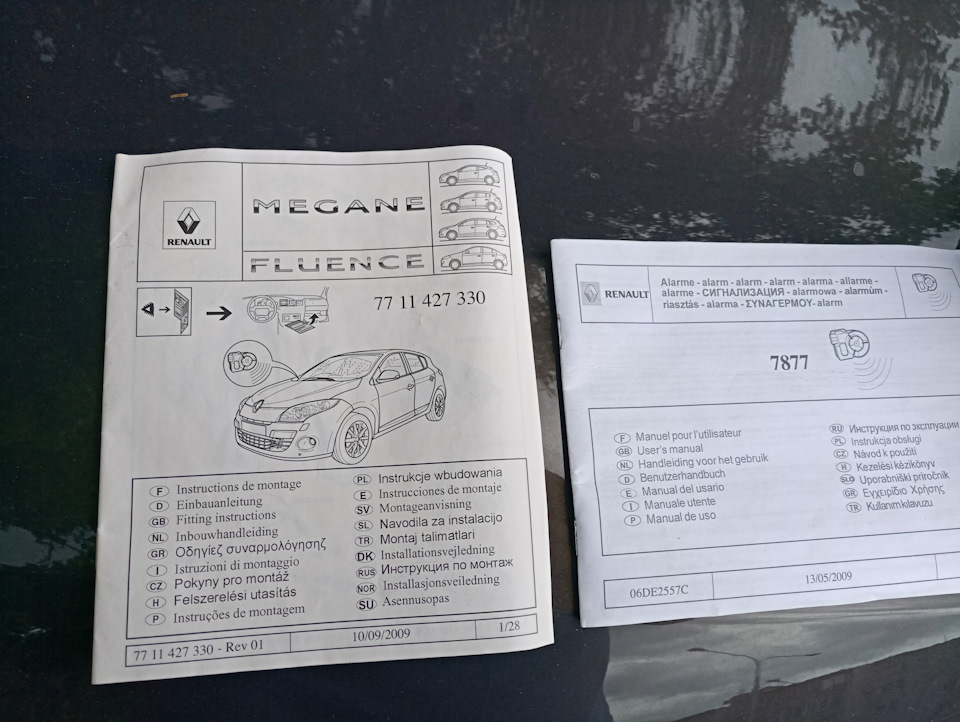 RENAULT
MEGANE
FLUENCE
77 11 427 330
F Instructions de montage
D Einbauanleitung
GB Fitting instructions
NL Inbouwhandleiding
GR Οδηγίες συναρμολόγησης
I Istruzioni di montaggio
CZ Pokyny pro montáž
H Felszerelési utasítás
P Instruções de montagem
PL Instrukcje wbudowania
E Instrucciones de montaje
SV Montageanvisning
SL Navodila za instalacijo
TR Montaj talimatlari
DK Installationsvejledning
RUS Инструкция по монтаж
NOR Installasjonsveiledning
SU Asennusopas
77 11 427 330 - Rev 01
10/09/2009
1/28
RENAULT
Alarme - alarm - alarm - alarm - alarma - allarme -
alarme - СИГНАЛИЗАЦИЯ - alarmowa - alarmům -
riasztás - alarma - ΣΥΝΑΓΕΡΜΟΥ- alarm
7877
F Manuel pour l'utilisateur
GB User's manual
NL Handleiding voor het gebruik
D Benutzerhandbuch
E Manual del usario
I Manuale utente
P Manual de uso
RU Инструкция по эксплуации
PL Instrukcja obsługi
CZ Návod k použití
H Kezelési kézikönyv
SLO Uporabniški priročnik
GR Εγχειρίδιο Χρήσης
TR Kullanim kilavuzu
06DE2557C
13/05/2009